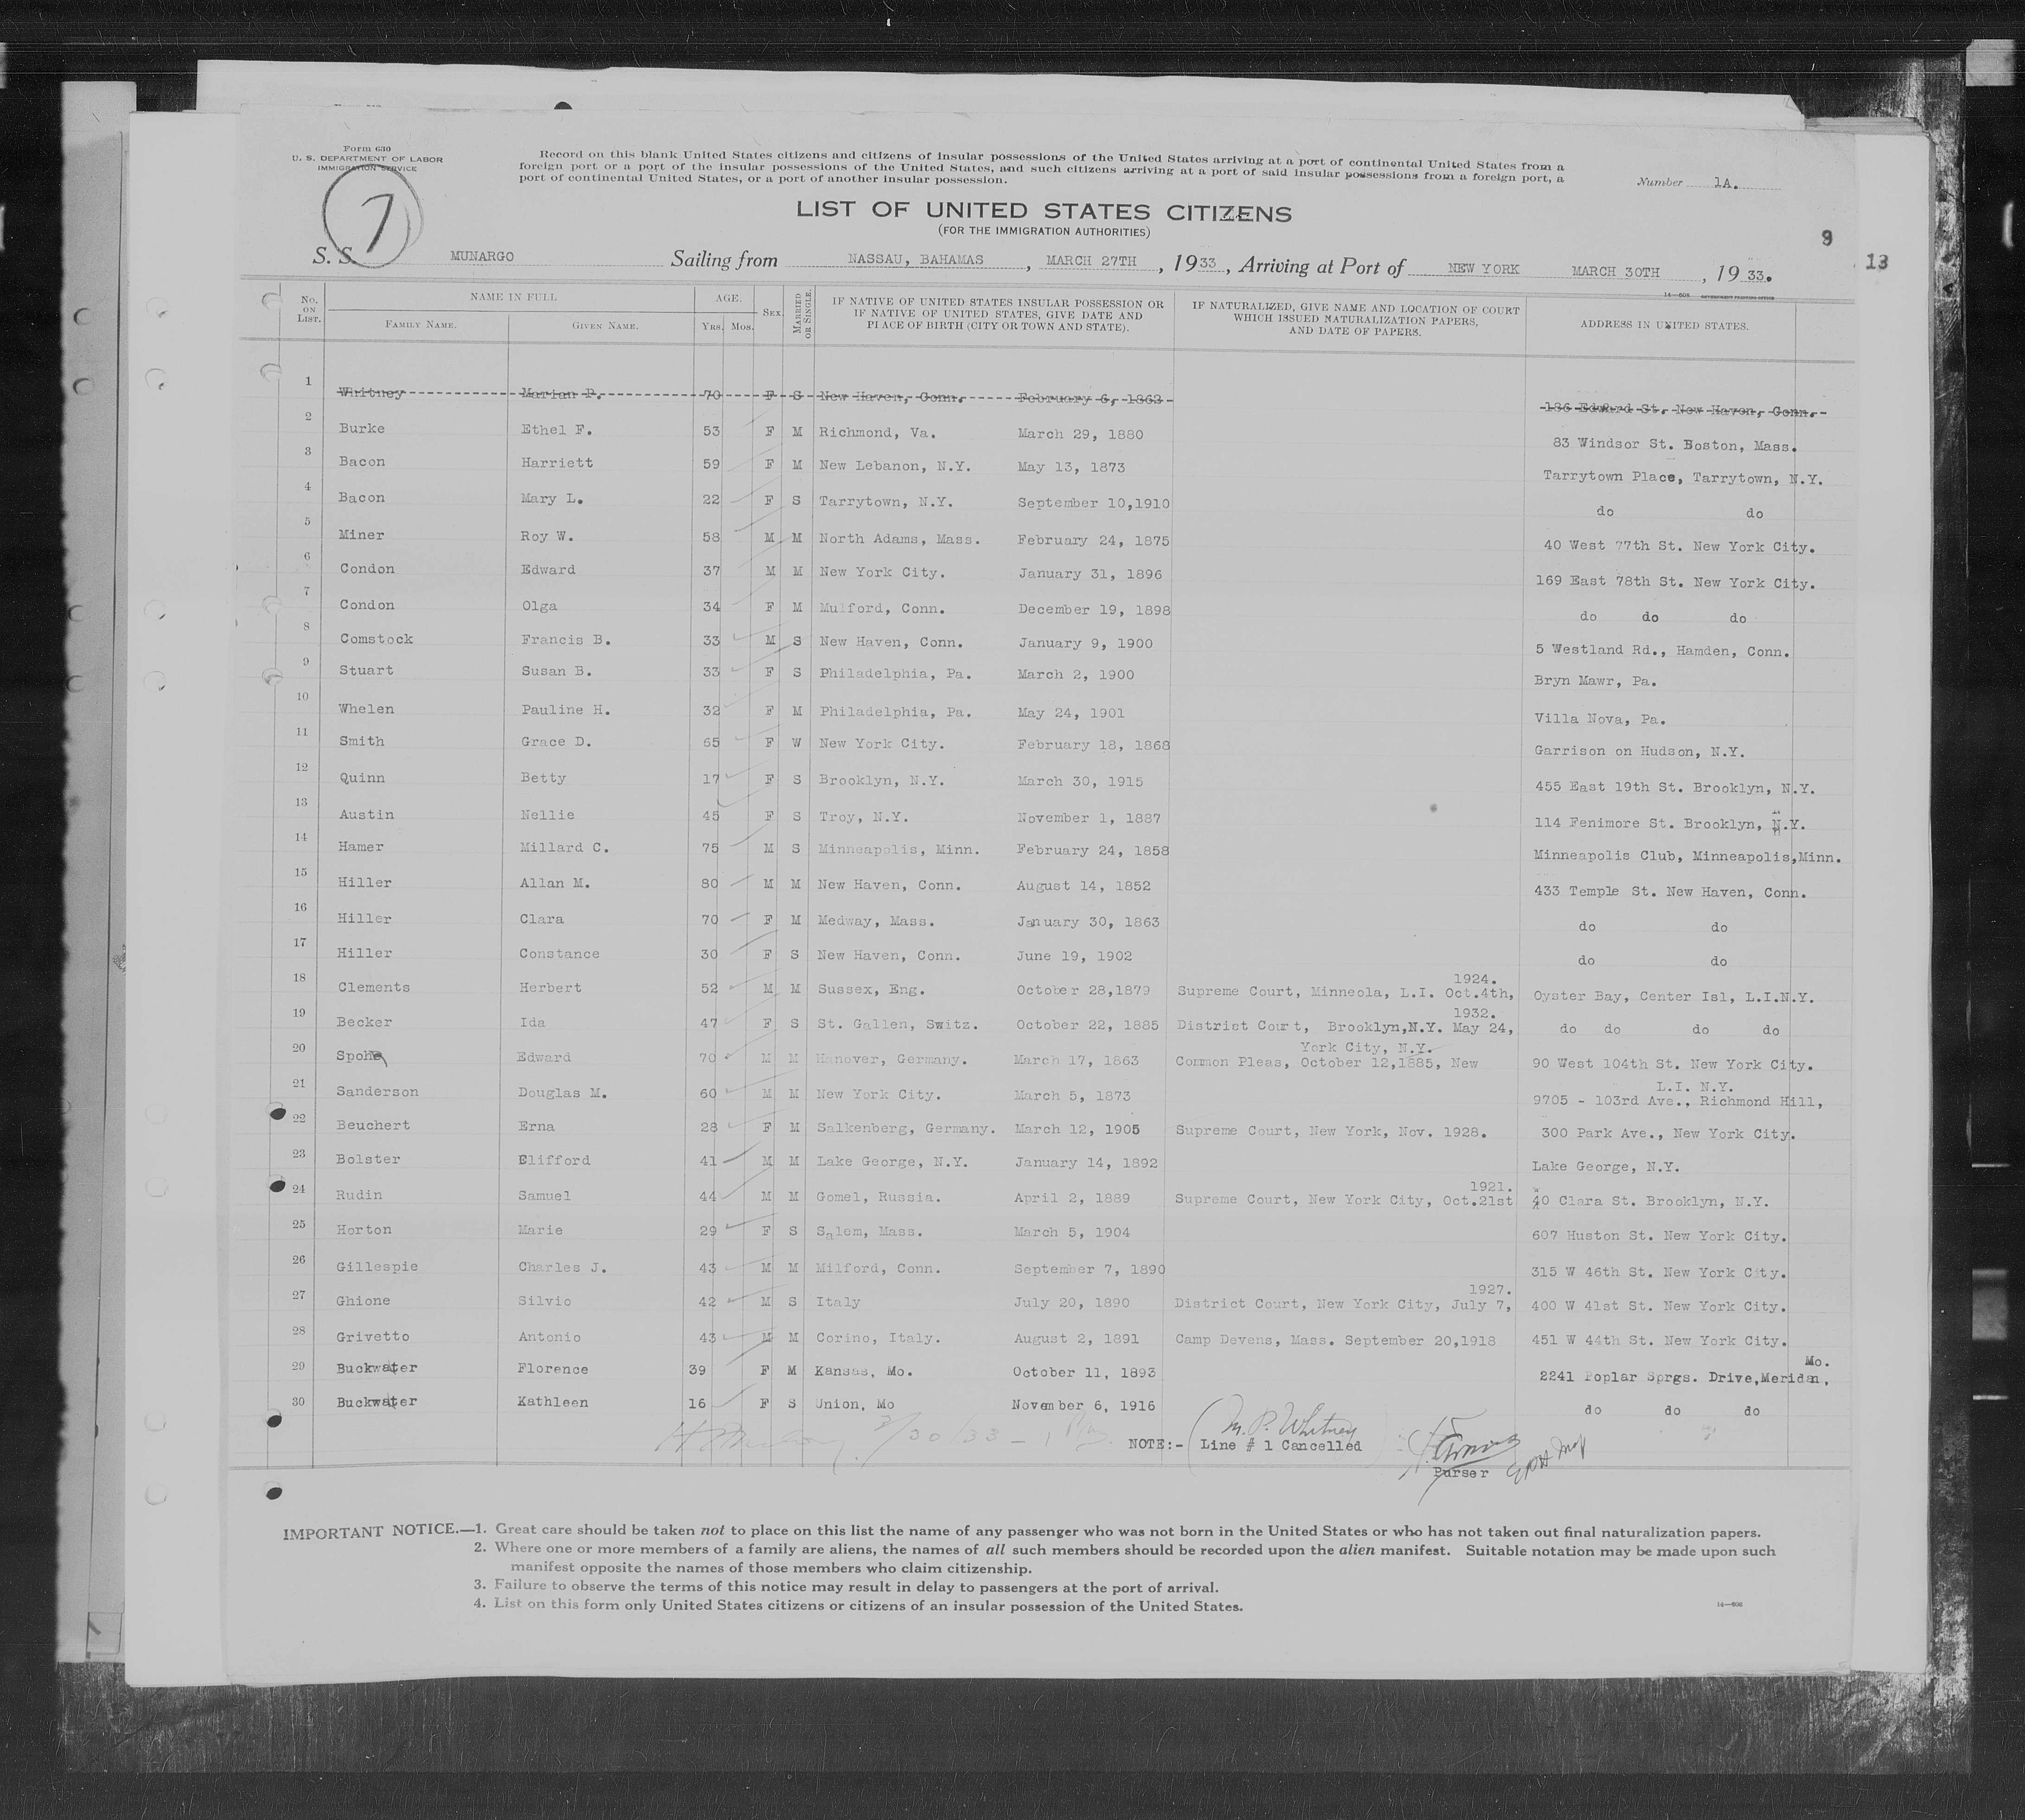 Form 630
U. S. DEPARTMENT OF LABOR
IMMIGRATION SERVICE
7
Record on this blank United States citizens and citizens of insular possessions of the United States arriving at a port of continental United States from a
foreign port or a port of the insular possessions of the United States, and such citizens arriving at a port of said insular possessions from a foreign port, a
port of continental United States, or a port of another insular possession.
Number 1A.
LIST OF UNITED STATES CITIZENS
(FOR THE IMMIGRATION AUTHORITIES)
9
13
S. S. MUNARGO Sailing from NASSAU, BAHAMAS, MARCH 27TH, 1933, Arriving at Port of NEW YORK MARCH 30TH, 1933.
14—608 GOVERNMENT PRINTING OFFICE
No. ON LIST. NAME IN FULL FAMILY NAME. GIVEN NAME. AGE. YRS. MOS. SEX. MARRIED OR SINGLE. IF NATIVE OF UNITED STATES INSULAR POSSESSION OR IF NATIVE OF UNITED STATES, GIVE DATE AND PLACE OF BIRTH (CITY OR TOWN AND STATE). IF NATURALIZED, GIVE NAME AND LOCATION OF COURT WHICH ISSUED NATURALIZATION PAPERS, AND DATE OF PAPERS. ADDRESS IN UNITED STATES.
1 Whitney Marian P. 70 F S New Haven, Conn. February 6, 1863 186 Edward St. New Haven, Conn.
2 Burke Ethel F. 53 F M Richmond, Va. March 29, 1880 83 Windsor St. Boston, Mass.
3 Bacon Harriett 59 F M New Lebanon, N.Y. May 13, 1873 Tarrytown Place, Tarrytown, N.Y.
4 Bacon Mary L. 22 F S Tarrytown, N.Y. September 10,1910 do do
5 Miner Roy W. 58 M M North Adams, Mass. February 24, 1875 40 West 77th St. New York City.
6 Condon Edward 37 M M New York City. January 31, 1896 169 East 78th St. New York City.
7 Condon Olga 34 F M Mulford, Conn. December 19, 1898 do do do
8 Comstock Francis B. 33 M S New Haven, Conn. January 9, 1900 5 Westland Rd., Hamden, Conn.
9 Stuart Susan B. 33 F S Philadelphia, Pa. March 2, 1900 Bryn Mawr, Pa.
10 Whelen Pauline H. 32 F M Philadelphia, Pa. May 24, 1901 Villa Nova, Pa.
11 Smith Grace D. 65 F W New York City. February 18, 1868 Garrison on Hudson, N.Y.
12 Quinn Betty 17 F S Brooklyn, N.Y. March 30, 1915 455 East 19th St. Brooklyn, N.Y.
13 Austin Nellie 45 F S Troy, N.Y. November 1, 1887 114 Fenimore St. Brooklyn, N.Y.
14 Hamer Millard C. 75 M S Minneapolis, Minn. February 24, 1858 Minneapolis Club, Minneapolis,Minn.
15 Hiller Allan M. 80 M M New Haven, Conn. August 14, 1852 433 Temple St. New Haven, Conn.
16 Hiller Clara 70 F M Medway, Mass. January 30, 1863 do do
17 Hiller Constance 30 F S New Haven, Conn. June 19, 1902 do do
18 Clements Herbert 52 M M Sussex, Eng. October 28,1879 Supreme Court, Minneola, L.I. Oct.4th, 1924. Oyster Bay, Center Isl, L.I.N.Y.
19 Becker Ida 47 F S St. Gallen, Switz. October 22, 1885 District Court, Brooklyn,N.Y. May 24, 1932. do do do do
20 Edward 70 M M Hanover, Germany. March 17, 1863 Common Pleas, October 12,1885, New York City, N.Y. 90 West 104th St. New York City.
21 Sanderson Douglas M. 60 M M New York City. March 5, 1873 9705 - 103rd Ave., Richmond Hill, L.I. N.Y.
22 Beuchert Erna 28 F M Salkenberg, Germany. March 12, 1905 Supreme Court, New York, Nov. 1928. 300 Park Ave., New York City.
23 Bolster Clifford 41 M M Lake George, N.Y. January 14, 1892 Lake George, N.Y.
24 Rudin Samuel 44 M M Gomel, Russia. April 2, 1889 Supreme Court, New York City, Oct.21st 1921. 40 Clara St. Brooklyn, N.Y.
25 Horton Marie 29 F S Salem, Mass. March 5, 1904 607 Huston St. New York City.
26 Gillespie Charles J. 43 M M Milford, Conn. September 7, 1890 315 W 46th St. New York City.
27 Ghione Silvio 42 M S Italy July 20, 1890 District Court, New York City, July 7, 1927. 400 W 41st St. New York City.
28 Grivetto Antonio 43 M M Corino, Italy. August 2, 1891 Camp Devens, Mass. September 20,1918 451 W 44th St. New York City.
29 Buckwater Florence 39 F M Kansas, Mo. October 11, 1893 2241 Poplar Sprgs. Drive,Meridan, Mo.
30 Buckwater Kathleen 16 F S Union, Mo November 6, 1916 do do do
3/30/33
M. P. Whitney
NOTE:- Line # 1 Cancelled
Purser
IMPORTANT NOTICE.—1. Great care should be taken not to place on this list the name of any passenger who was not born in the United States or who has not taken out final naturalization papers.
2. Where one or more members of a family are aliens, the names of all such members should be recorded upon the alien manifest. Suitable notation may be made upon such
manifest opposite the names of those members who claim citizenship.
3. Failure to observe the terms of this notice may result in delay to passengers at the port of arrival.
4. List on this form only United States citizens or citizens of an insular possession of the United States.
14—608